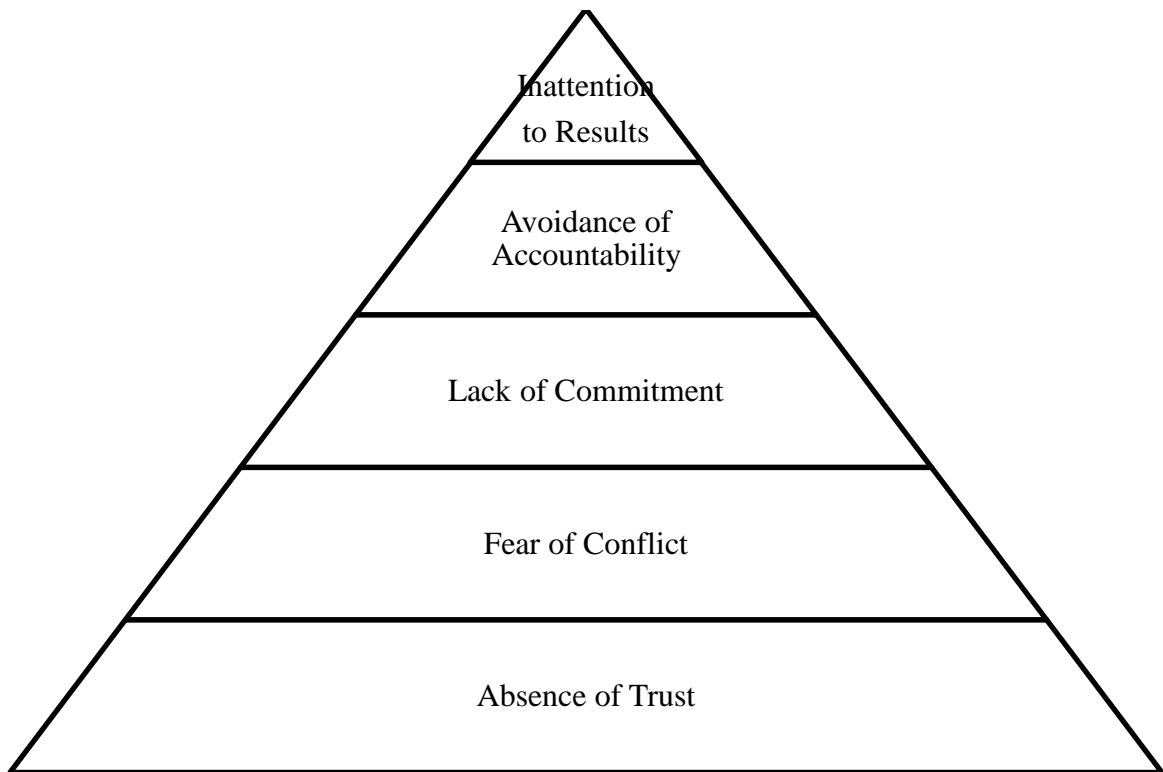 Inattention
to Results
Avoidance of
Accountability
Lack of Commitment
Fear of Conflict
Absence of Trust